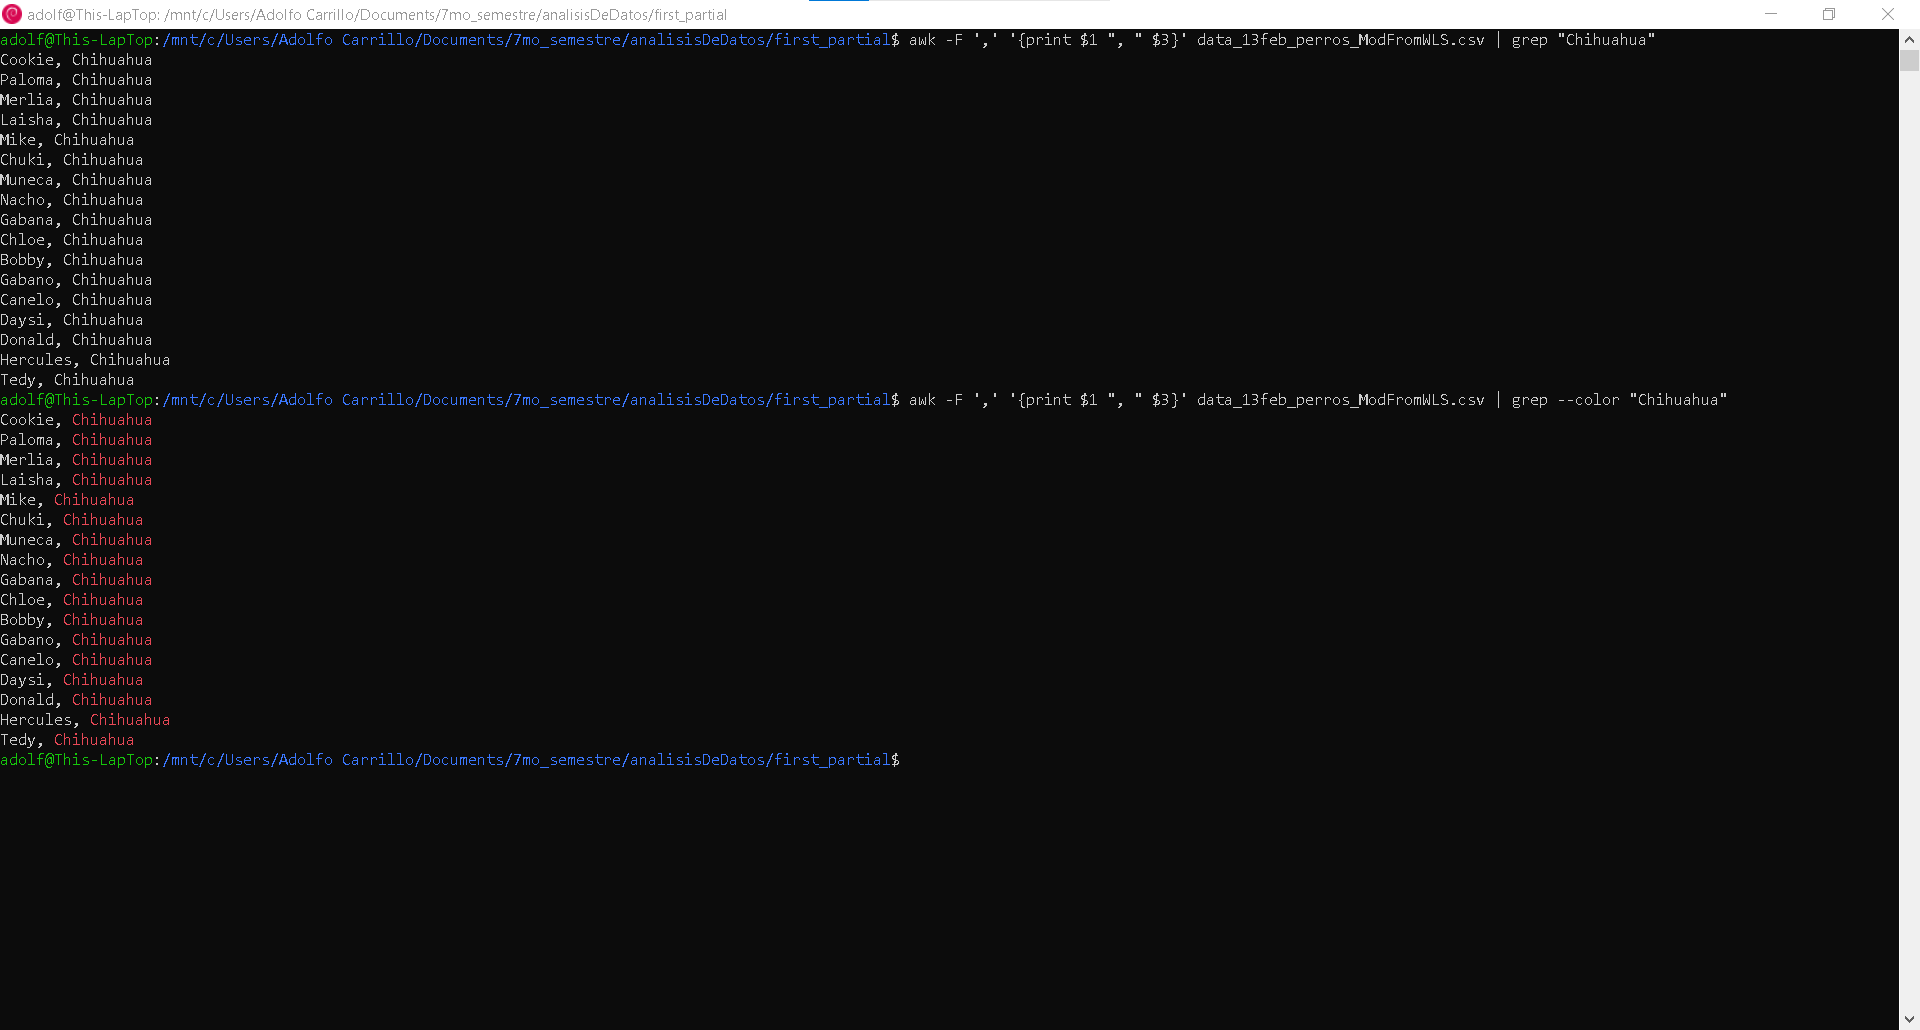 adolf@This-LapTop: /mnt/c/Users/Adolfo Carrillo/Documents/7mo_semestre/analisisDeDatos/first_partial
adolf@This-LapTop:/mnt/c/Users/Adolfo Carrillo/Documents/7mo_semestre/analisisDeDatos/first_partial$ awk -F ',' '{print $1 ", " $3}' data_13feb_perros_ModFromWLS.csv | grep "Chihuahua"
Cookie, Chihuahua
Paloma, Chihuahua
Merlia, Chihuahua
Laisha, Chihuahua
Mike, Chihuahua
Chuki, Chihuahua
Muneca, Chihuahua
Nacho, Chihuahua
Gabana, Chihuahua
Chloe, Chihuahua
Bobby, Chihuahua
Gabano, Chihuahua
Canelo, Chihuahua
Daysi, Chihuahua
Donald, Chihuahua
Hercules, Chihuahua
Tedy, Chihuahua
adolf@This-LapTop:/mnt/c/Users/Adolfo Carrillo/Documents/7mo_semestre/analisisDeDatos/first_partial$ awk -F ',' '{print $1 ", " $3}' data_13feb_perros_ModFromWLS.csv | grep --color "Chihuahua"
Cookie, Chihuahua
Paloma, Chihuahua
Merlia, Chihuahua
Laisha, Chihuahua
Mike, Chihuahua
Chuki, Chihuahua
Muneca, Chihuahua
Nacho, Chihuahua
Gabana, Chihuahua
Chloe, Chihuahua
Bobby, Chihuahua
Gabano, Chihuahua
Canelo, Chihuahua
Daysi, Chihuahua
Donald, Chihuahua
Hercules, Chihuahua
Tedy, Chihuahua
adolf@This-LapTop:/mnt/c/Users/Adolfo Carrillo/Documents/7mo_semestre/analisisDeDatos/first_partial$